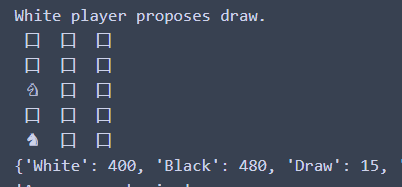 White player proposes draw.
口 口 口
口 口 口
♘ 口 口
口 口 口
♞ 口 口
{'White': 400, 'Black': 480, 'Draw': 15, '